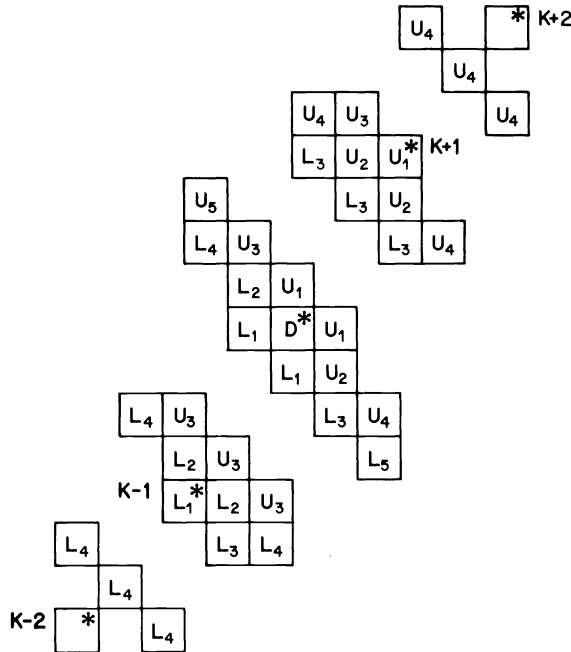 * K+2
U₄
U₄
U₄
U₄ U₃
L₃ U₂ U₁* K+1
L₃ U₂
L₃ U₄
U₅
L₄ U₃
L₂ U₁
L₁ D* U₁
L₁ U₂
L₃ U₄
L₅
L₄ U₃
L₂ U₃
K-1 L₁* L₂ U₃
L₃ L₄
L₄
L₄
K-2 * L₄